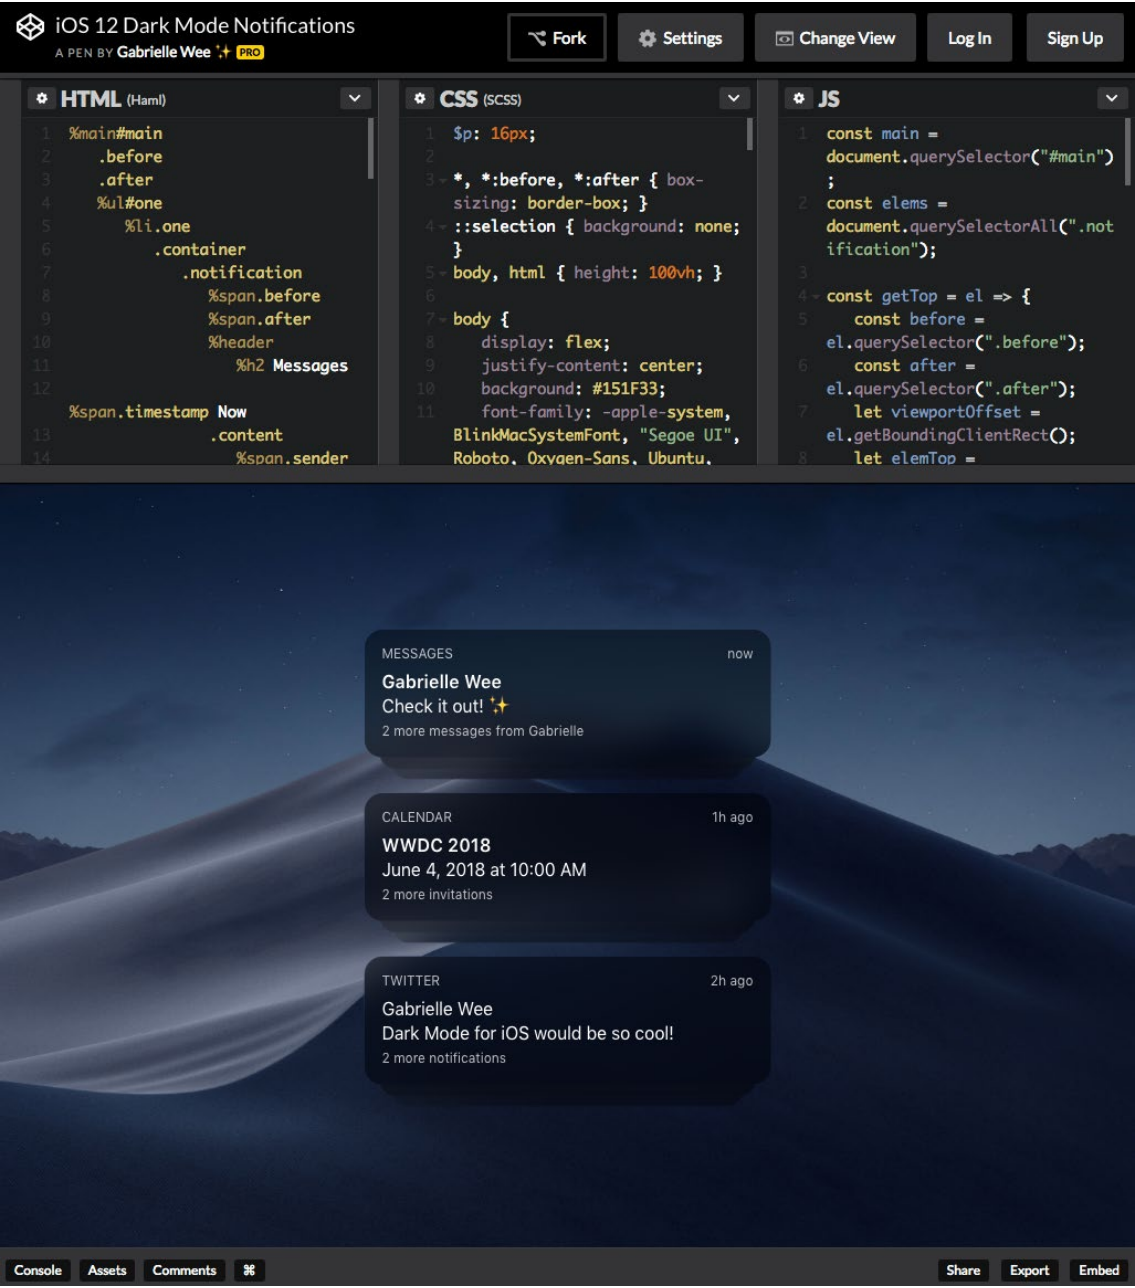 iOS 12 Dark Mode Notifications
A PEN BY Gabrielle Wee ✨ PRO
Fork
Settings
Change View
Log In
Sign Up
HTML (Haml)
1 %main#main
2 .before
3 .after
4 %ul#one
5 %li.one
6 .container
7 .notification
8 %span.before
9 %span.after
10 %header
11 %h2 Messages
12
%span.timestamp Now
13 .content
14 %span.sender
CSS (SCSS)
1 $p: 16px;
2
3 *, *:before, *:after { box-
sizing: border-box; }
4 ::selection { background: none;
}
5 body, html { height: 100vh; }
6
7 body {
8 display: flex;
9 justify-content: center;
10 background: #151F33;
11 font-family: -apple-system,
BlinkMacSystemFont, "Segoe UI",
Roboto, Oxygen-Sans, Ubuntu,
JS
1 const main =
document.querySelector("#main")
;
2 const elems =
document.querySelectorAll(".not
ification");
3
4 const getTop = el => {
5 const before =
el.querySelector(".before");
6 const after =
el.querySelector(".after");
7 let viewportOffset =
el.getBoundingClientRect();
8 let elemTop =
MESSAGES
now
Gabrielle Wee
Check it out! ✨
2 more messages from Gabrielle
CALENDAR
1h ago
WWDC 2018
June 4, 2018 at 10:00 AM
2 more invitations
TWITTER
2h ago
Gabrielle Wee
Dark Mode for iOS would be so cool!
2 more notifications
Console
Assets
Comments
⌘
Share
Export
Embed